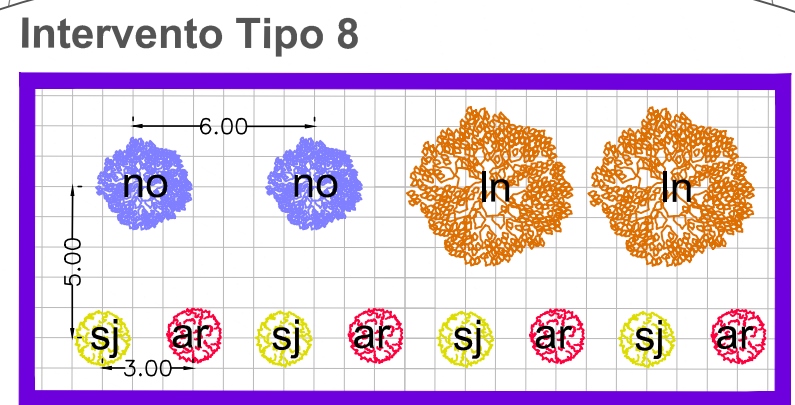 Intervento Tipo 8
6.00
no no ln ln
5.00
sj ar sj ar sj ar sj ar
3.00